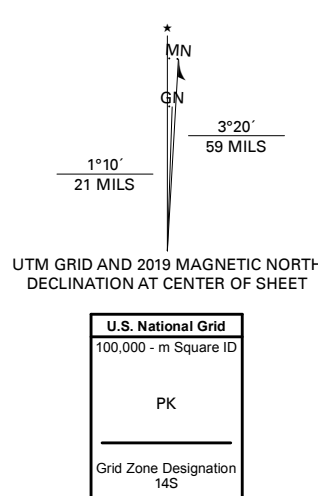 ★
MN
GN
3°20´
59 MILS
1°10´
21 MILS
UTM GRID AND 2019 MAGNETIC NORTH
DECLINATION AT CENTER OF SHEET
U.S. National Grid
100,000 - m Square ID
PK
Grid Zone Designation
14S